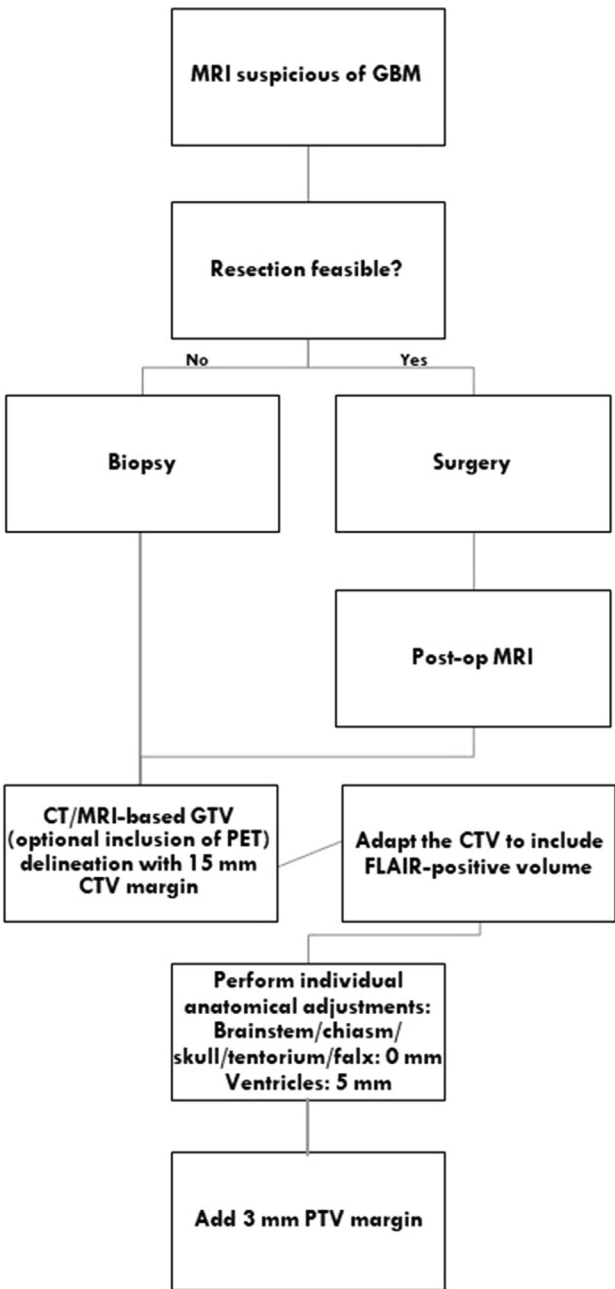 MRI suspicious of GBM
Resection feasible?
No
Yes
Biopsy
Surgery
Post-op MRI
CT/MRI-based GTV
(optional inclusion of PET)
delineation with 15 mm
CTV margin
Adapt the CTV to include
FLAIR-positive volume
Perform individual
anatomical adjustments:
Brainstem/chiasm/
skull/tentorium/falx: 0 mm
Ventricles: 5 mm
Add 3 mm PTV margin